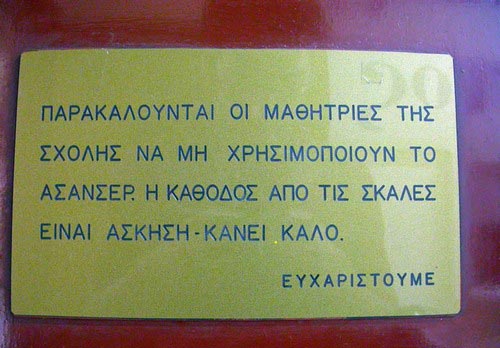 ΠΑΡΑΚΑΛΟΥΝΤΑΙ ΟΙ ΜΑΘΗΤΡΙΕΣ ΤΗΣ
ΣΧΟΛΗΣ ΝΑ ΜΗ ΧΡΗΣΙΜΟΠΟΙΟΥΝ ΤΟ
ΑΣΑΝΣΕΡ. Η ΚΑΘΟΔΟΣ ΑΠΟ ΤΙΣ ΣΚΑΛΕΣ
ΕΙΝΑΙ ΑΣΚΗΣΗ - ΚΑΝΕΙ ΚΑΛΟ.
ΕΥΧΑΡΙΣΤΟΥΜΕ